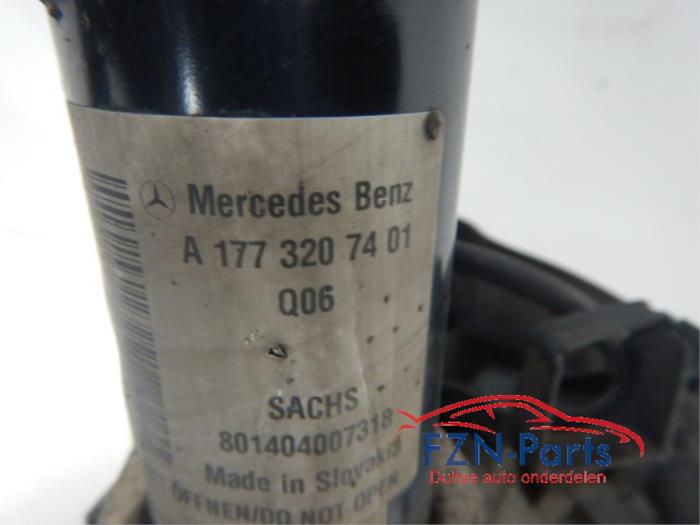 Mercedes Benz
A 177 320 74 01
Q06
SACHS
801404007318
Made in Slovakia
ÖFFNEN/DO NOT OPEN
FZN-Parts
Duitse auto onderdelen